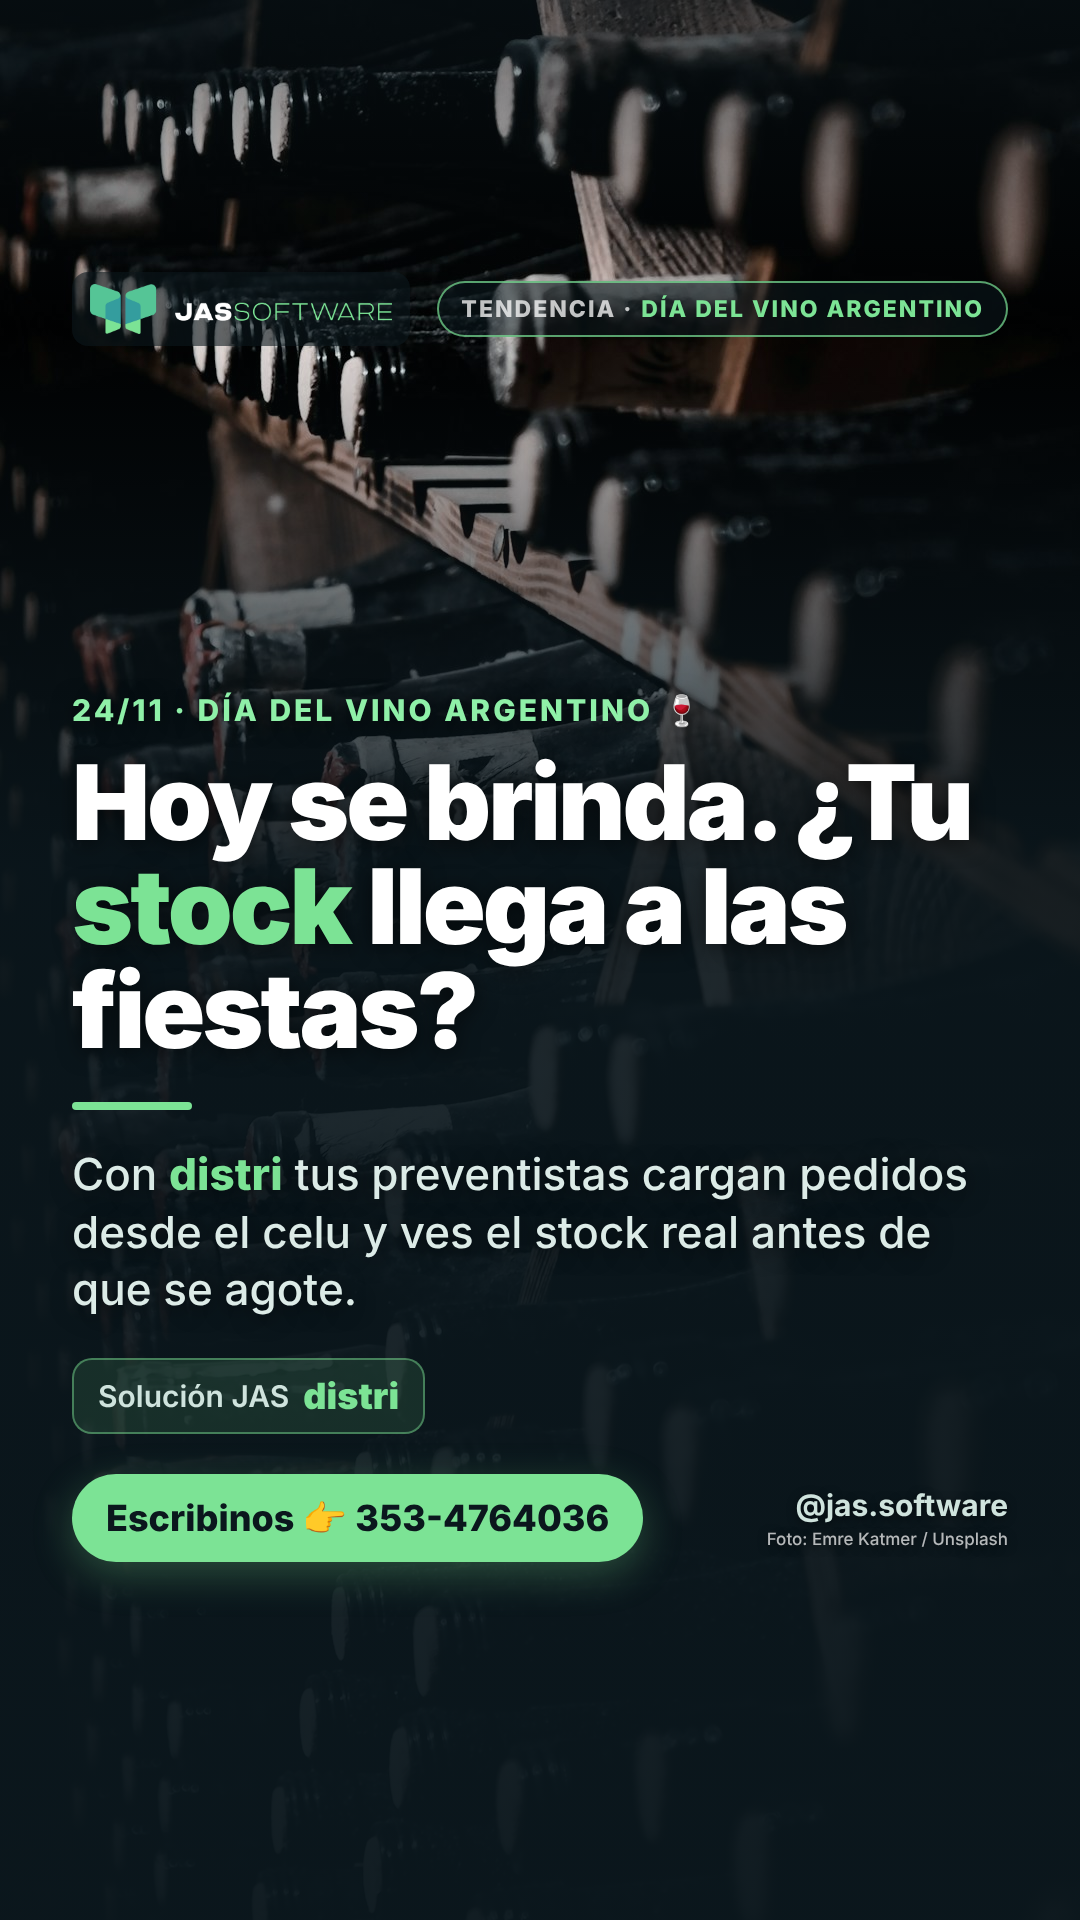 JASSOFTWARE
TENDENCIA · DÍA DEL VINO ARGENTINO
24/11 · DÍA DEL VINO ARGENTINO 🍷
Hoy se brinda. ¿Tu
stock llega a las
fiestas?
Con distri tus preventistas cargan pedidos
desde el celu y ves el stock real antes de
que se agote.
Solución JAS distri
Escribinos 👉 353-4764036
@jas.software
Foto: Emre Katmer / Unsplash